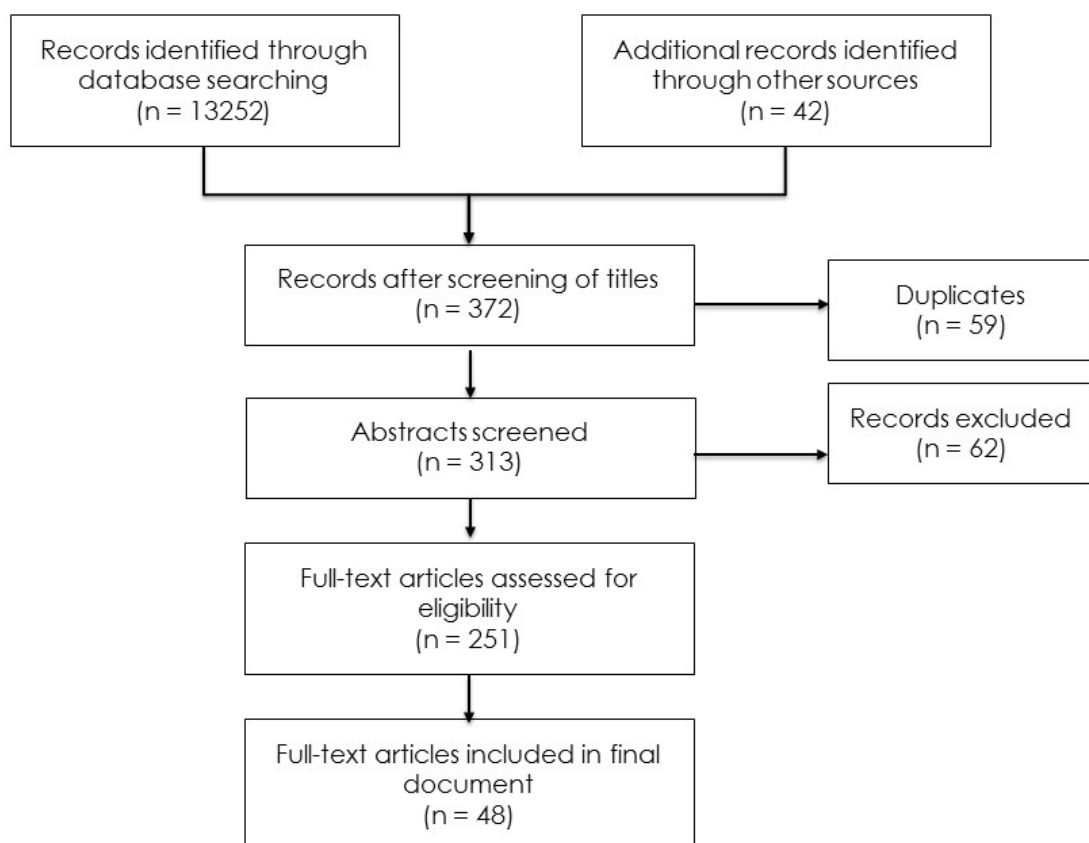 Records identified through
database searching
(n = 13252)
Additional records identified
through other sources
(n = 42)
Records after screening of titles
(n = 372)
Duplicates
(n = 59)
Abstracts screened
(n = 313)
Records excluded
(n = 62)
Full-text articles assessed for
eligibility
(n = 251)
Full-text articles included in final
document
(n = 48)